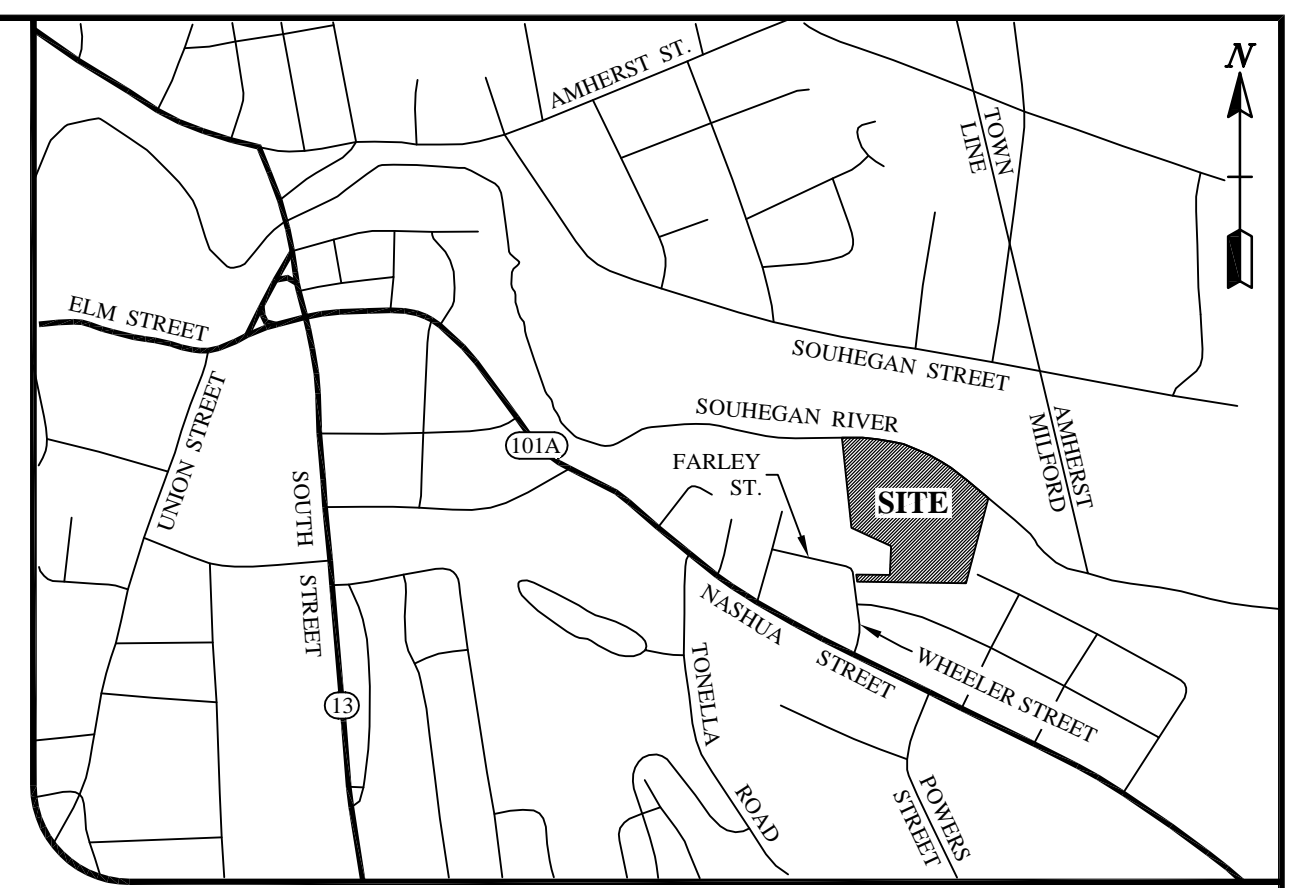 AMHERST ST.
N
TOWN
LINE
ELM STREET
SOUHEGAN STREET
UNION STREET
SOUHEGAN RIVER
AMHERST
MILFORD
101A
FARLEY
ST.
SITE
SOUTH
STREET
NASHUA
STREET
TONELLA
ROAD
WHEELER STREET
13
POWERS
STREET